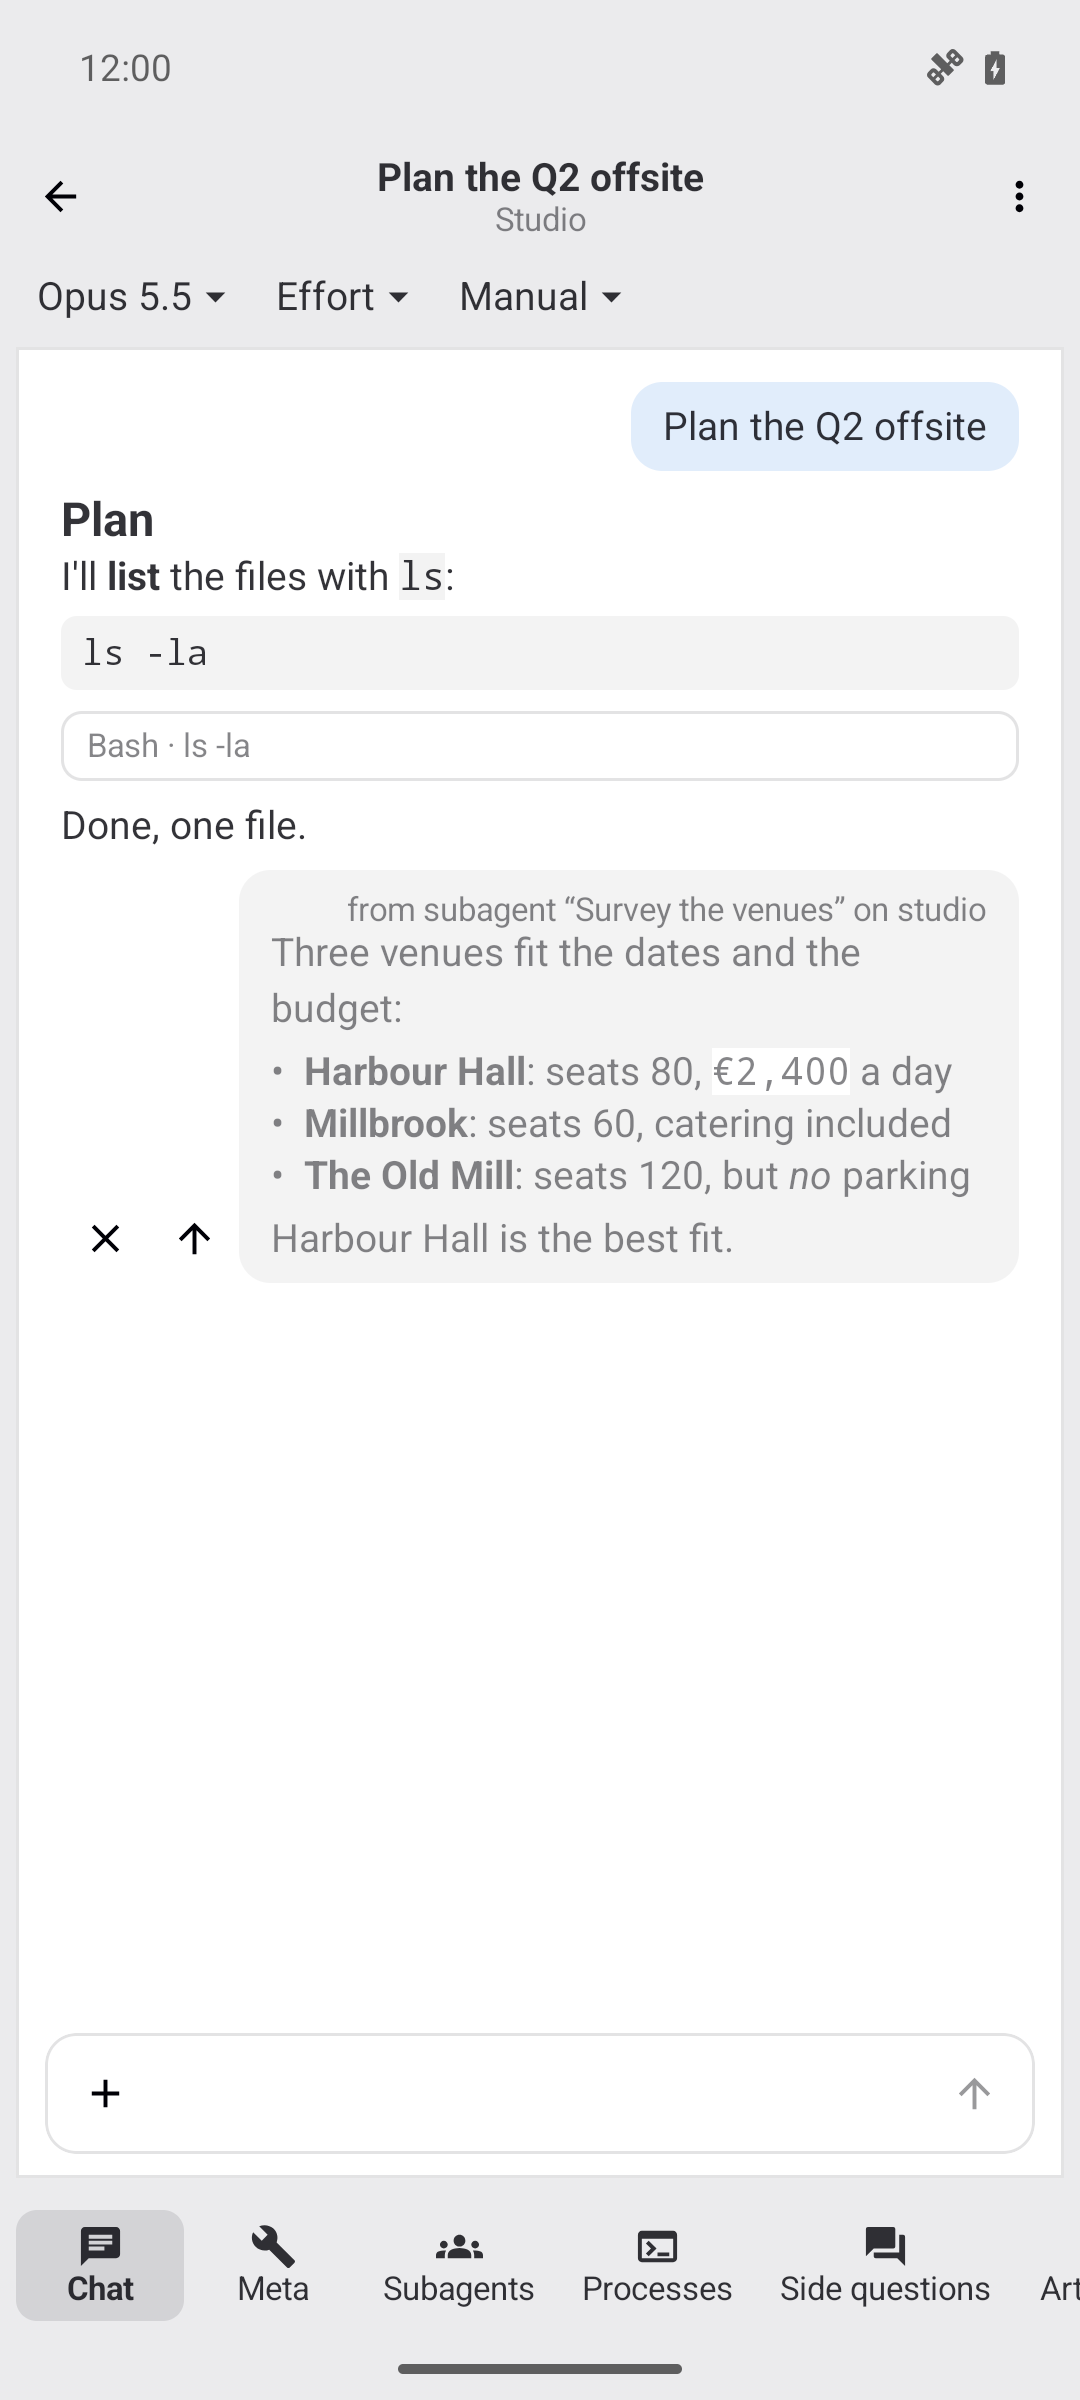 12:00
Plan the Q2 offsite
Studio
Opus 5.5
Effort
Manual
Plan the Q2 offsite
Plan
I'll list the files with ls:
ls -la
Bash · ls -la
Done, one file.
from subagent “Survey the venues” on studio
Three venues fit the dates and the
budget:
• Harbour Hall: seats 80, €2,400 a day
• Millbrook: seats 60, catering included
• The Old Mill: seats 120, but no parking
Harbour Hall is the best fit.
Chat
Meta
Subagents
Processes
Side questions
Art